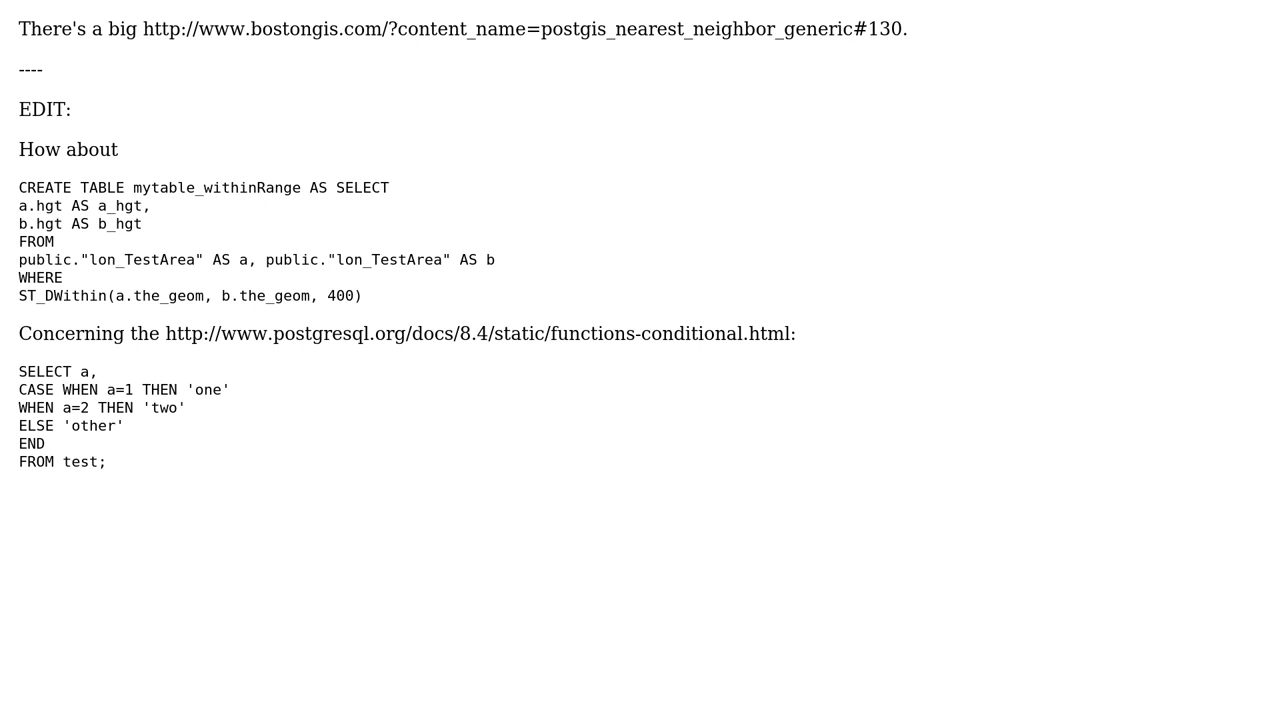 There's a big http://www.bostongis.com/?content_name=postgis_nearest_neighbor_generic#130.
----
EDIT:
How about
CREATE TABLE mytable_withinRange AS SELECT
a.hgt AS a_hgt,
b.hgt AS b_hgt
FROM
public."lon_TestArea" AS a, public."lon_TestArea" AS b
WHERE
ST_DWithin(a.the_geom, b.the_geom, 400)
Concerning the http://www.postgresql.org/docs/8.4/static/functions-conditional.html:
SELECT a,
CASE WHEN a=1 THEN 'one'
WHEN a=2 THEN 'two'
ELSE 'other'
END
FROM test;